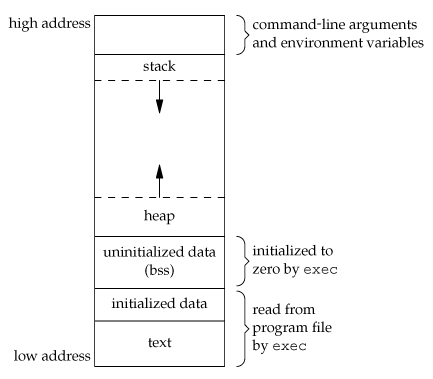 high address
command-line arguments
and environment variables
stack
heap
uninitialized data
(bss)
initialized to
zero by exec
initialized data
read from
program file
by exec
text
low address